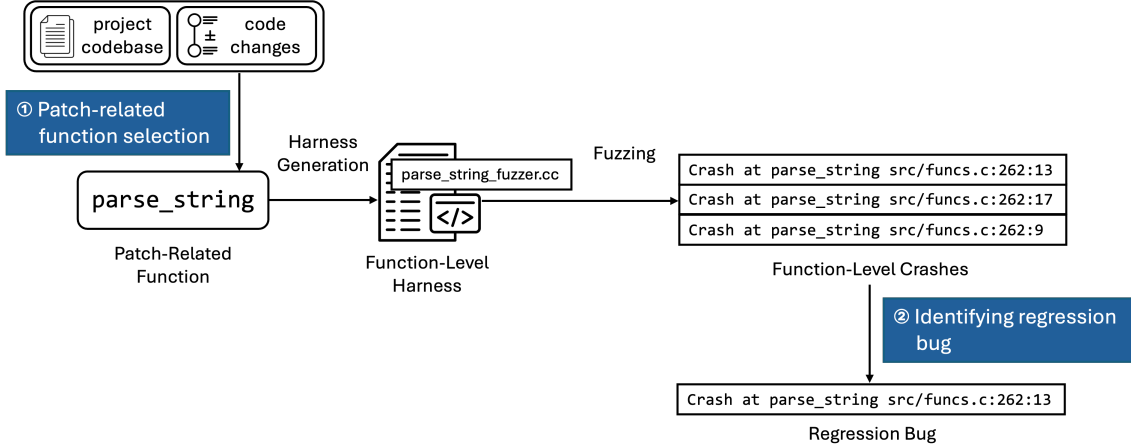 project
codebase
code
changes
① Patch-related
function selection
parse_string
Patch-Related
Function
Harness
Generation
parse_string_fuzzer.cc
</>
Function-Level
Harness
Fuzzing
Crash at parse_string src/funcs.c:262:13
Crash at parse_string src/funcs.c:262:17
Crash at parse_string src/funcs.c:262:9
Function-Level Crashes
② Identifying regression
bug
Crash at parse_string src/funcs.c:262:13
Regression Bug